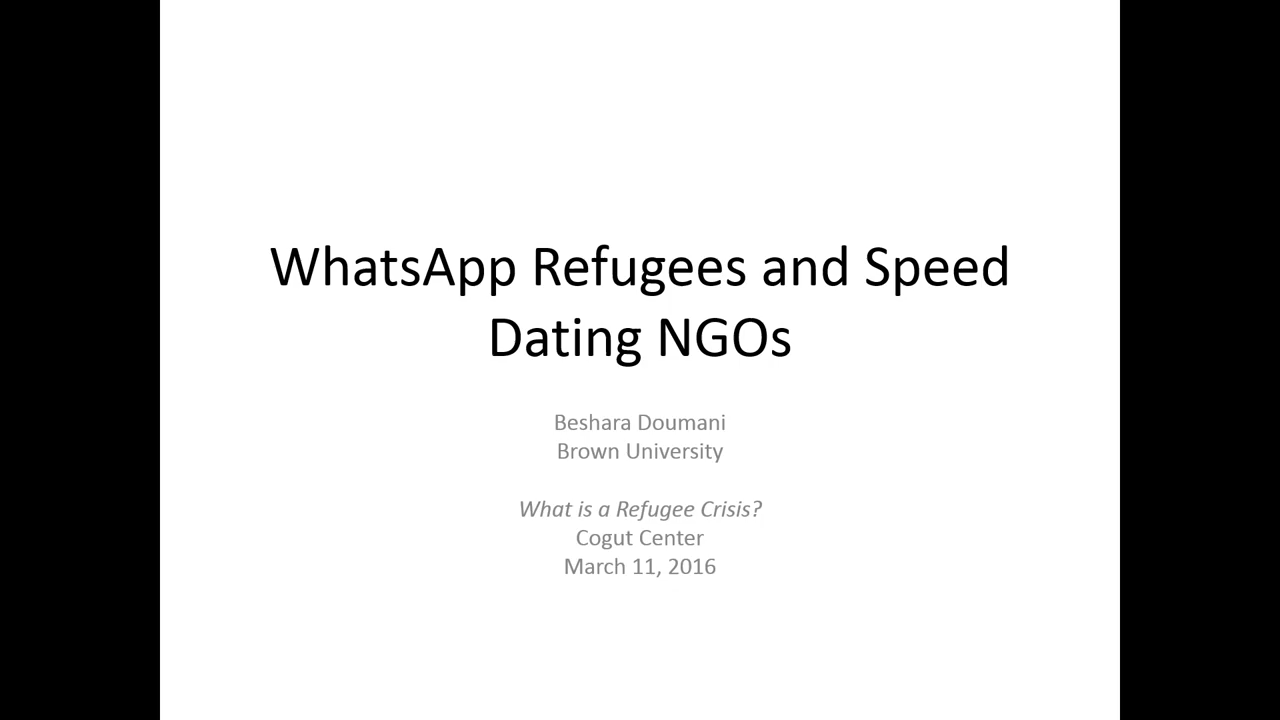 WhatsApp Refugees and Speed
Dating NGOs
Beshara Doumani
Brown University
What is a Refugee Crisis?
Cogut Center
March 11, 2016